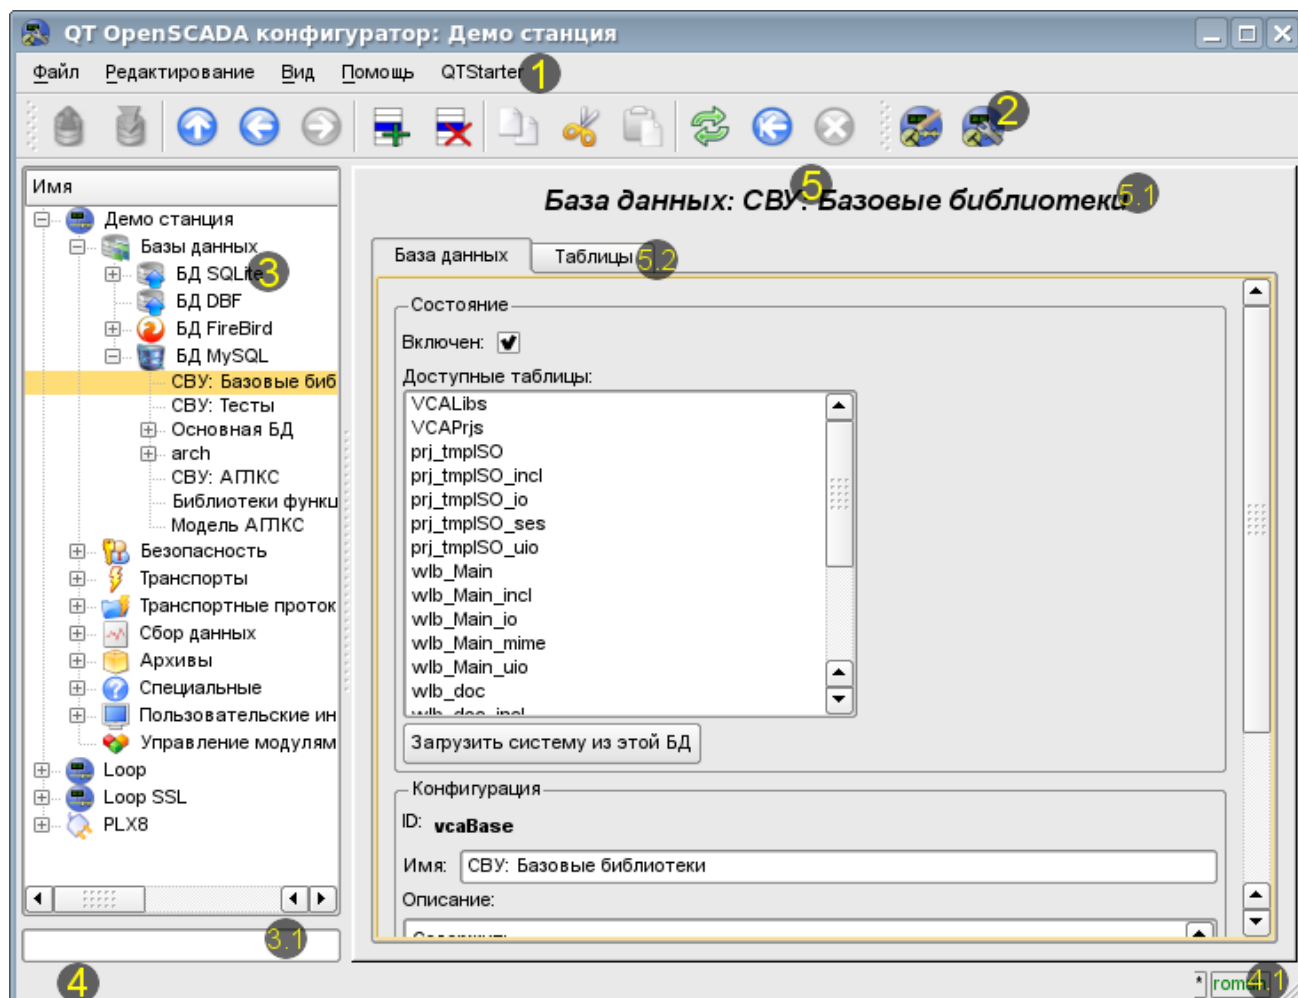 QT OpenSCADA конфигуратор: Демо станция
Файл Редактирование Вид Помощь QTStarter 1
2
Имя
Демо станция
Базы данных
БД SQLite 3
БД DBF
БД FireBird
БД MySQL
СВУ: Базовые биб
СВУ: Тесты
Основная БД
arch
СВУ: АГЛКС
Библиотеки функц
Модель АГЛКС
Безопасность
Транспорты
Транспортные проток
Сбор данных
Архивы
Специальные
Пользовательские ин
Управление модулям
Loop
Loop SSL
PLX8
3.1
4
5
База данных: СВУ: Базовые библиотеки 5.1
База данных Таблицы 5.2
Состояние
Включен:
Доступные таблицы:
VCALibs
VCAPrjs
prj_tmplSO
prj_tmplSO_incl
prj_tmplSO_io
prj_tmplSO_ses
prj_tmplSO_uio
wlb_Main
wlb_Main_incl
wlb_Main_io
wlb_Main_mime
wlb_Main_uio
wlb_doc
wlb_doc_incl
Загрузить систему из этой БД
Конфигурация
ID: vcaBase
Имя: СВУ: Базовые библиотеки
Описание:
* roman 4.1